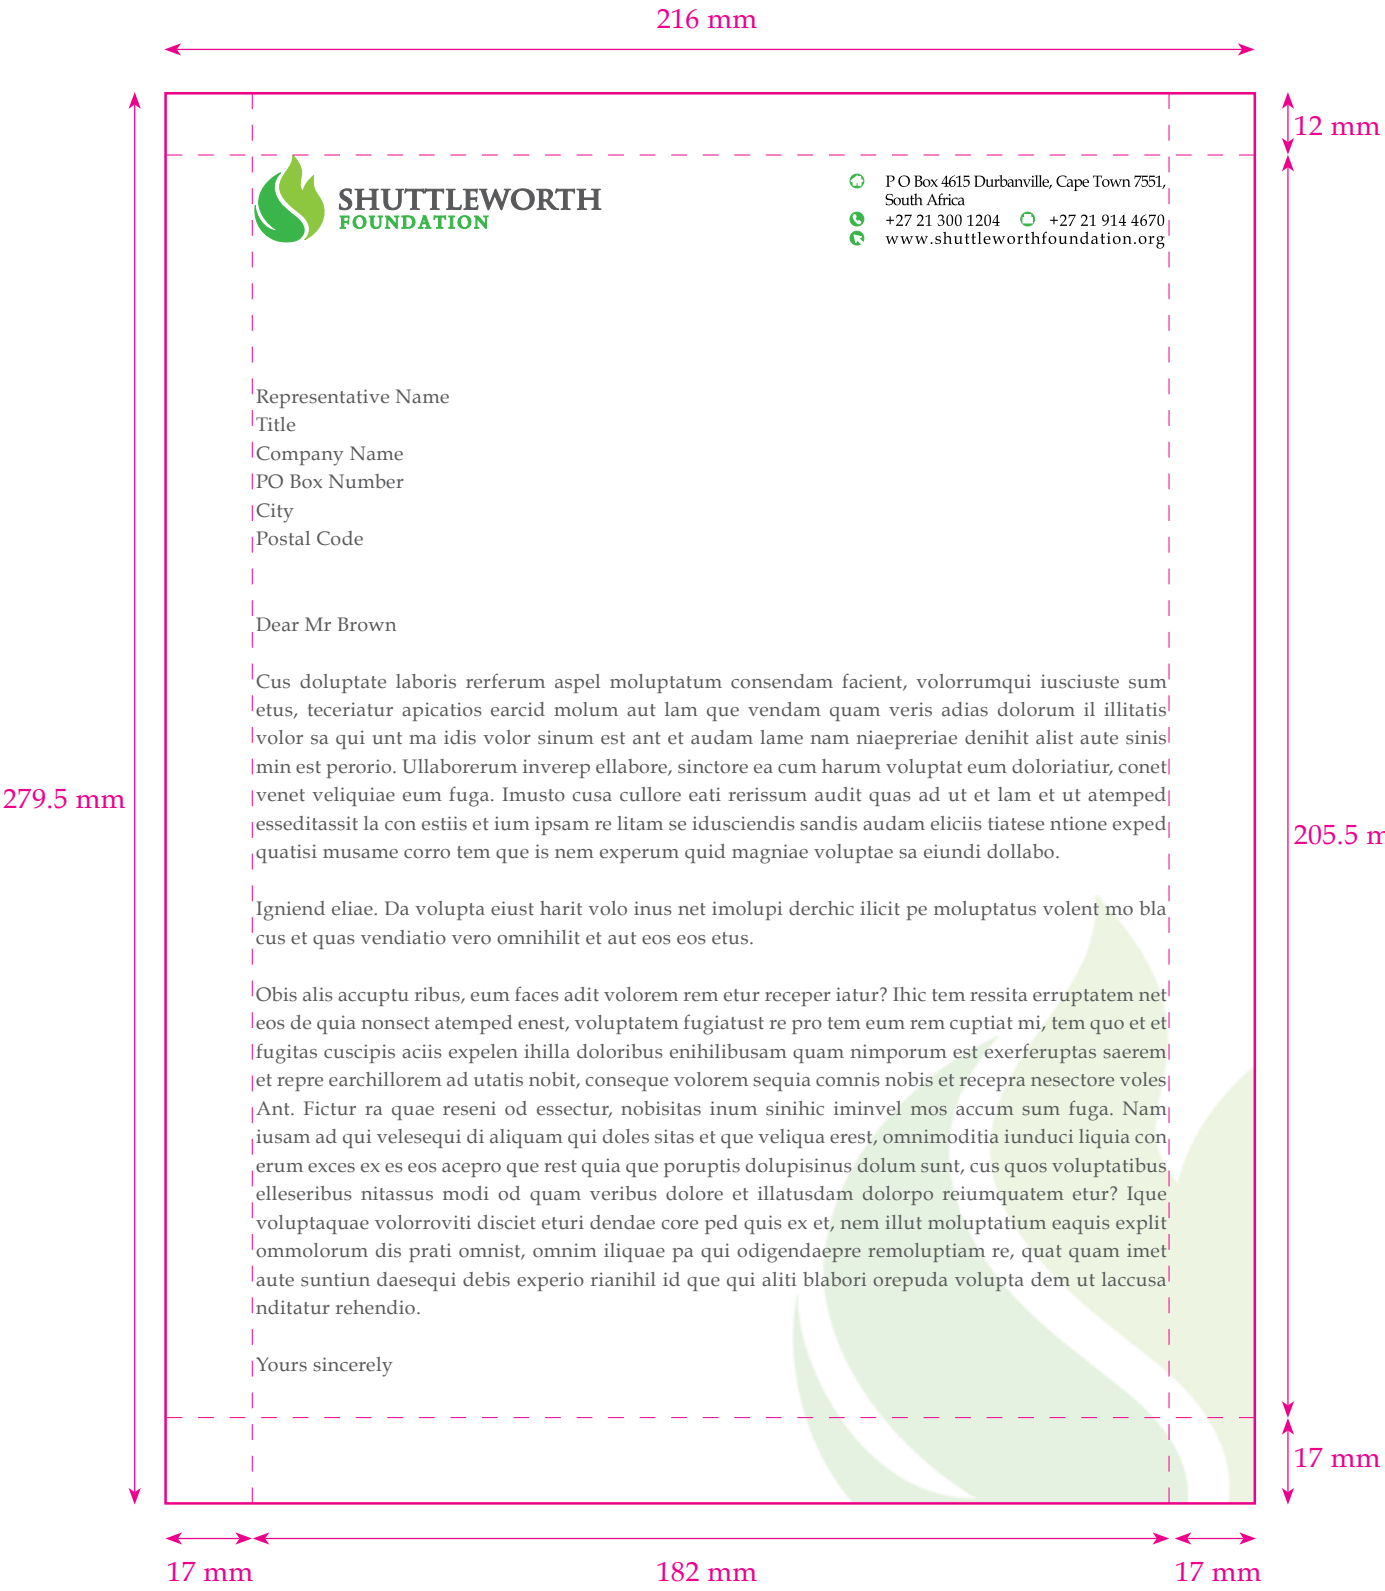 216 mm
12 mm
SHUTTLEWORTH
FOUNDATION
P O Box 4615 Durbanville, Cape Town 7551,
South Africa
+27 21 300 1204 +27 21 914 4670
www.shuttleworthfoundation.org
Representative Name
Title
Company Name
PO Box Number
City
Postal Code
Dear Mr Brown
Cus doluptate laboris rerferum aspel moluptatum consendam facient, volorrumqui iusciuste sum
etus, teceriatur apicatios earcid molum aut lam que vendam quam veris adias dolorum il illitatis
volor sa qui unt ma idis volor sinum est ant et audam lame nam niaepreriae denihit alist aute sinis
min est perorio. Ullaborerum inverep ellabore, sinctore ea cum harum voluptat eum doloriatiur, conet
279.5 mm
venet veliquiae eum fuga. Imusto cusa cullore eati rerissum audit quas ad ut et lam et ut atemped
esseditassit la con estiis et ium ipsam re litam se idusciendis sandis audam eliciis tiatese ntione exped
205.5 m
quatisi musame corro tem que is nem experum quid magniae voluptae sa eiundi dollabo.
Igniend eliae. Da volupta eiust harit volo inus net imolupi derchic ilicit pe moluptatus volent mo bla
cus et quas vendiatio vero omnihilit et aut eos eos etus.
Obis alis accuptu ribus, eum faces adit volorem rem etur receper iatur? Ihic tem ressita erruptatem net
eos de quia nonsect atemped enest, voluptatem fugiatust re pro tem eum rem cuptiat mi, tem quo et et
fugitas cuscipis aciis expelen ihilla doloribus enihilibusam quam nimporum est exerferuptas saerem
et repre earchillorem ad utatis nobit, conseque volorem sequia comnis nobis et recepra nesectore voles
Ant. Fictur ra quae reseni od essectur, nobisitas inum sinihic iminvel mos accum sum fuga. Nam
iusam ad qui velesequi di aliquam qui doles sitas et que veliqua erest, omnimoditia iunduci liquia con
erum exces ex es eos acepro que rest quia que poruptis dolupisinus dolum sunt, cus quos voluptatibus
elleseribus nitassus modi od quam veribus dolore et illatusdam dolorpo reiumquatem etur? Ique
voluptaquae volorroviti disciet eturi dendae core ped quis ex et, nem illut moluptatium eaquis explit
ommolorum dis prati omnist, omnim iliquae pa qui odigendaepre remoluptiam re, quat quam imet
aute suntiun daesequi debis experio rianihil id que qui aliti blabori orepuda volupta dem ut laccusa
nditatur rehendio.
Yours sincerely
17 mm
17 mm 182 mm 17 mm